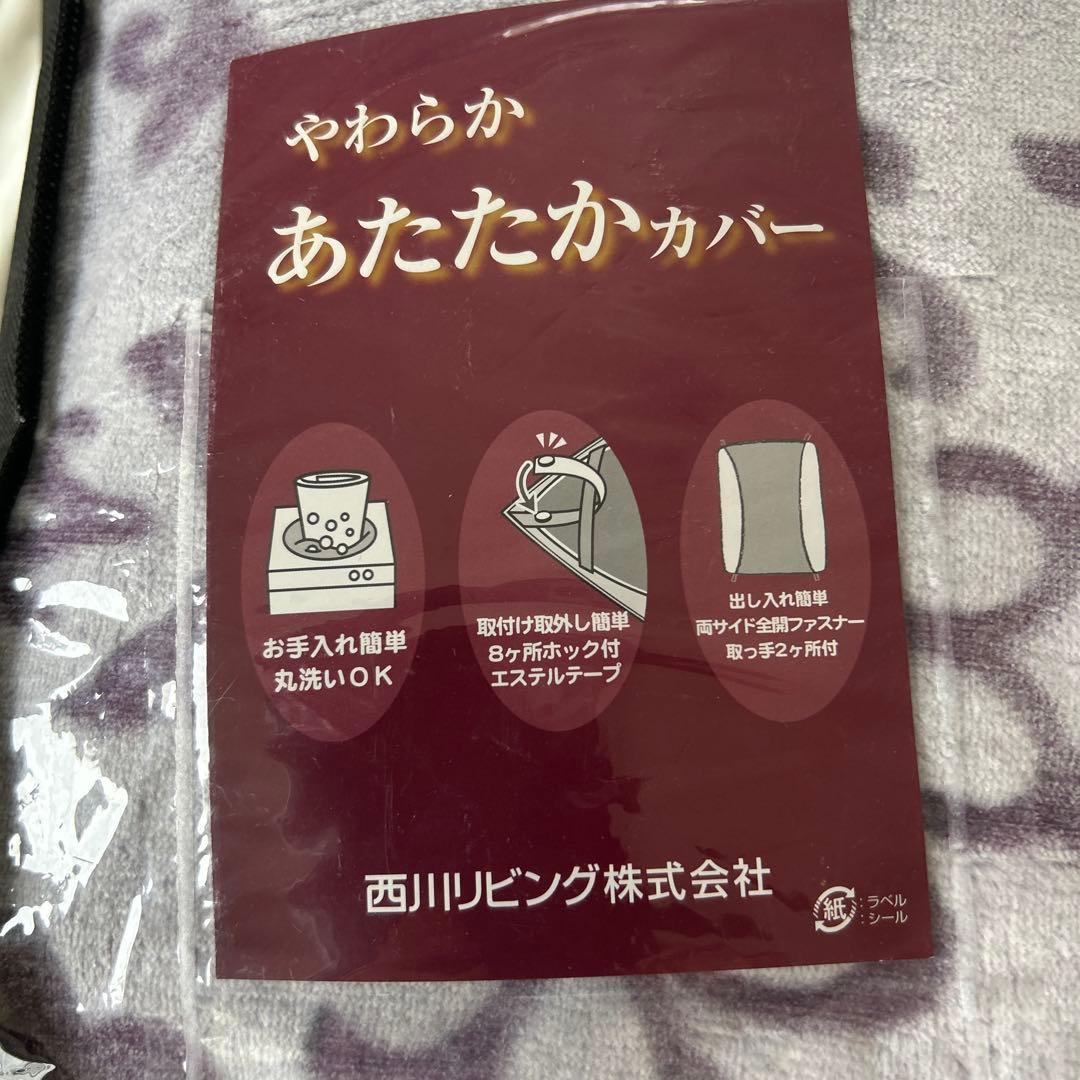 やわらか
あたたかカバー
お手入れ簡単
丸洗いOK
取付け取外し簡単
8ヶ所ホック付
エステルテープ
出し入れ簡単
両サイド全開ファスナー
取っ手2ヶ所付
西川リビング株式会社
紙
:ラベル
:シール